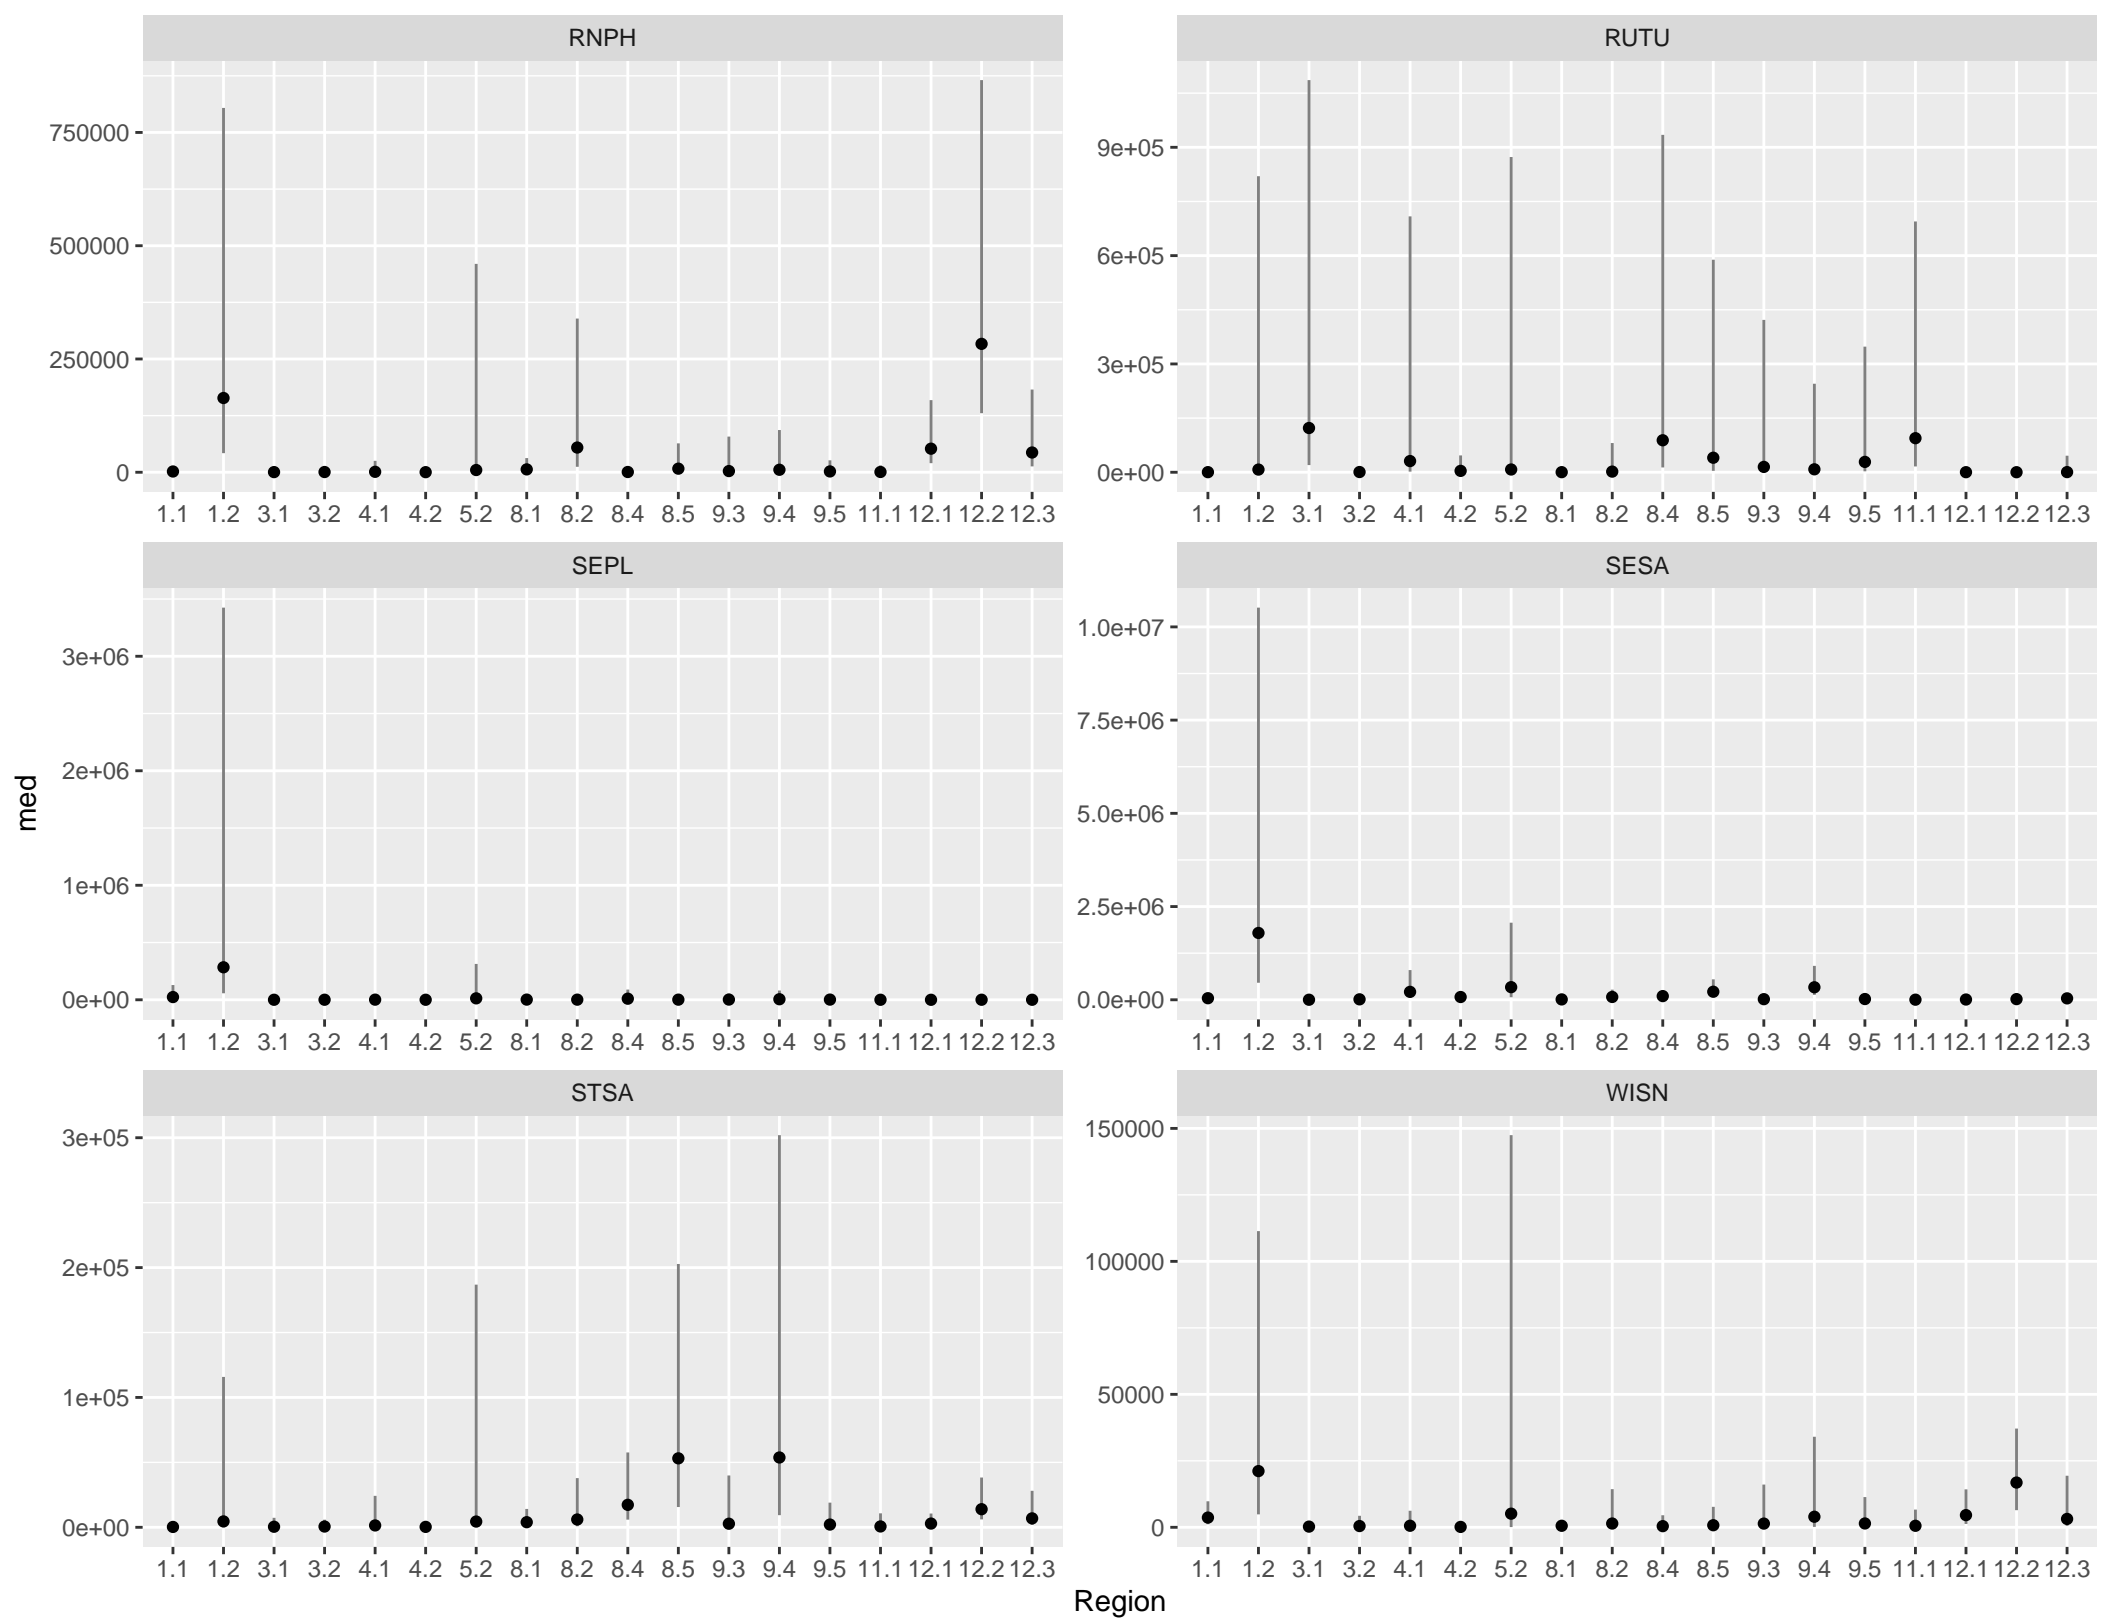 RNPH
RUTU
750000
500000
250000
0
9e+05
6e+05
3e+05
0e+00
1.1 1.2 3.1 3.2 4.1 4.2 5.2 8.1 8.2 8.4 8.5 9.3 9.4 9.5 11.1 12.1 12.2 12.3
1.1 1.2 3.1 3.2 4.1 4.2 5.2 8.1 8.2 8.4 8.5 9.3 9.4 9.5 11.1 12.1 12.2 12.3
SEPL
SESA
3e+06
2e+06
1e+06
0e+00
1.0e+07
7.5e+06
5.0e+06
2.5e+06
0.0e+00
1.1 1.2 3.1 3.2 4.1 4.2 5.2 8.1 8.2 8.4 8.5 9.3 9.4 9.5 11.1 12.1 12.2 12.3
1.1 1.2 3.1 3.2 4.1 4.2 5.2 8.1 8.2 8.4 8.5 9.3 9.4 9.5 11.1 12.1 12.2 12.3
med
STSA
WISN
3e+05
2e+05
1e+05
0e+00
150000
100000
50000
0
1.1 1.2 3.1 3.2 4.1 4.2 5.2 8.1 8.2 8.4 8.5 9.3 9.4 9.5 11.1 12.1 12.2 12.3
1.1 1.2 3.1 3.2 4.1 4.2 5.2 8.1 8.2 8.4 8.5 9.3 9.4 9.5 11.1 12.1 12.2 12.3
Region